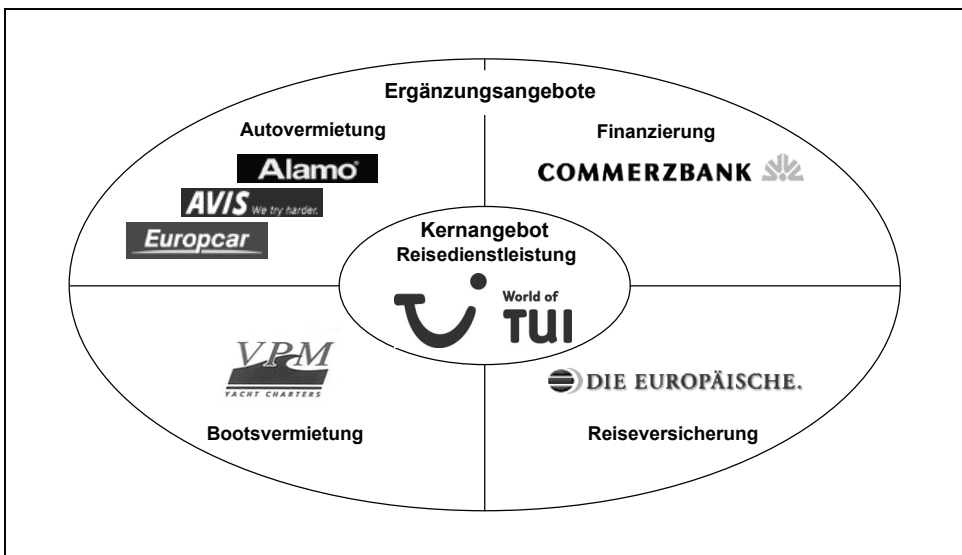 Ergänzungsangebote
Autovermietung
Alamo
AVIS We try harder.
Europcar
Finanzierung
COMMERZBANK
Kernangebot
Reisedienstleistung
World of
TUI
VPM
YACHT CHARTERS
Bootsvermietung
DIE EUROPÄISCHE.
Reiseversicherung